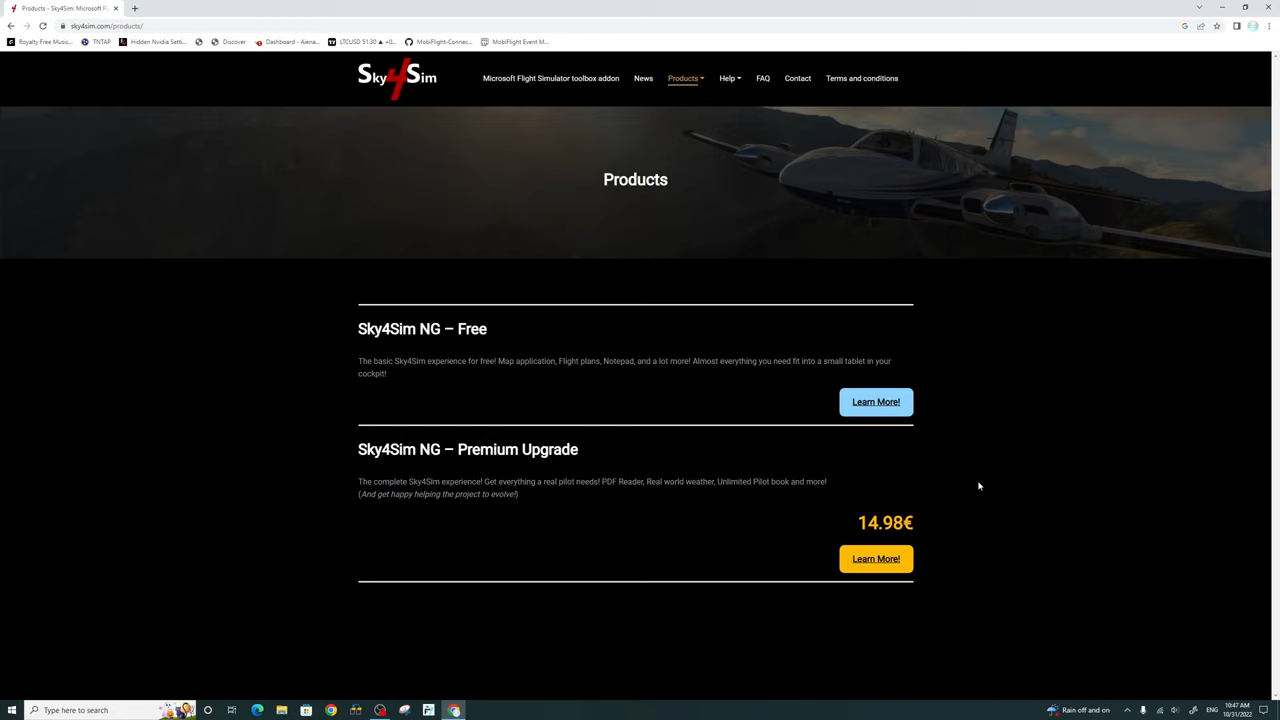 Products - Sky4Sim: Microsoft Fl
sky4sim.com/products/
Royalty Free Music...
TNTAP
Hidden Nvidia Setti...
Discover
Dashboard - Aiena...
LTCUSD 51.30 ▲ +0...
MobiFlight-Connec...
MobiFlight Event M...
Sky4Sim
Microsoft Flight Simulator toolbox addon
News
Products
Help
FAQ
Contact
Terms and conditions
Products
Sky4Sim NG – Free
The basic Sky4Sim experience for free! Map application, Flight plans, Notepad, and a lot more! Almost everything you need fit into a small tablet in your
cockpit!
Learn More!
Sky4Sim NG – Premium Upgrade
The complete Sky4Sim experience! Get everything a real pilot needs! PDF Reader, Real world weather, Unlimited Pilot book and more!
(And get happy helping the project to evolve!)
14.98€
Learn More!
Type here to search
Rain off and on
ENG
10:47 AM
10/31/2022